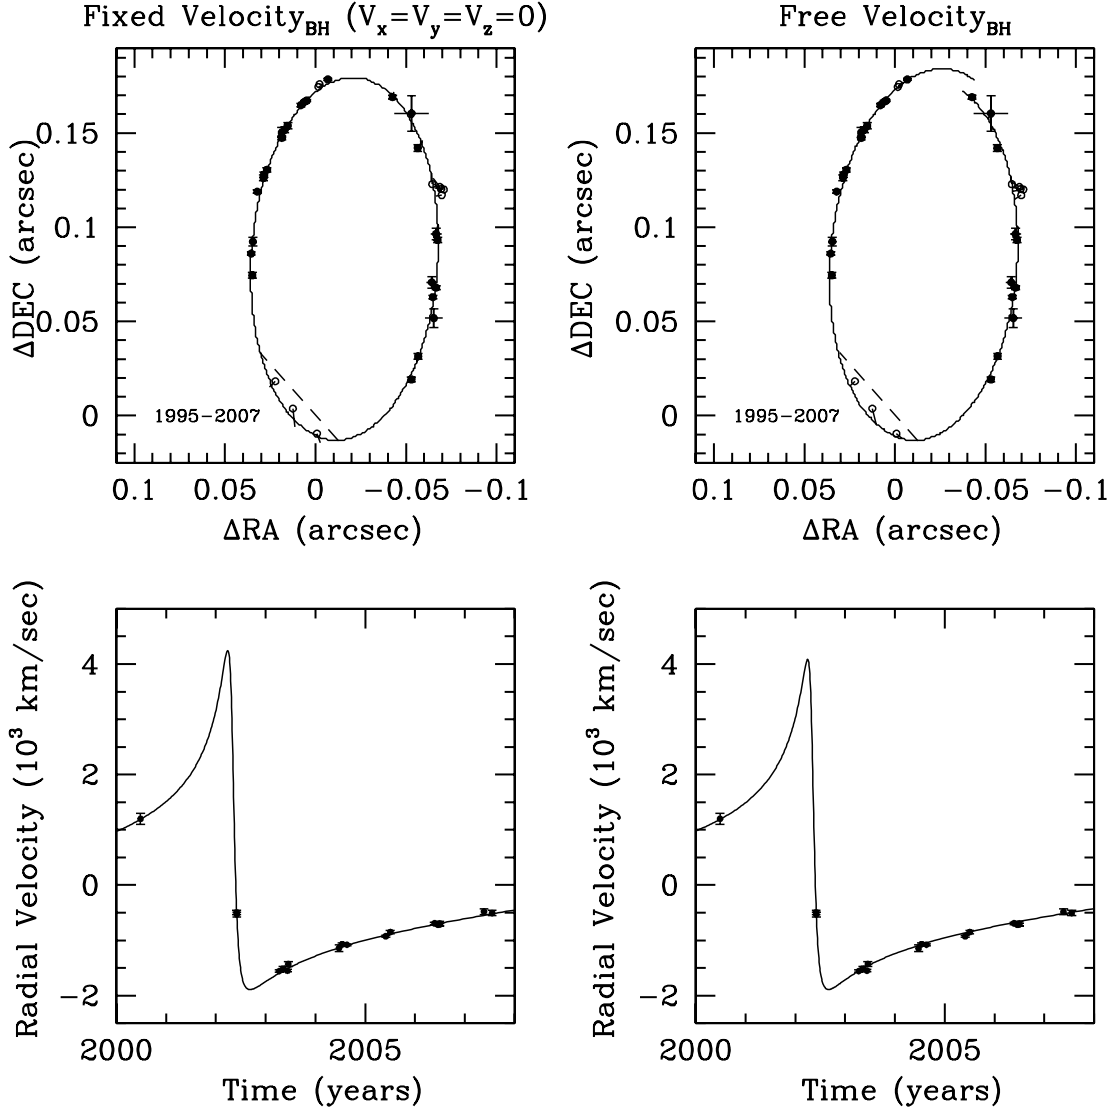 Fixed Velocity_BH (V_x=V_y=V_z=0)
Free Velocity_BH
ΔDEC (arcsec)
0.15
0.1
0.05
0
1995-2007
0.1 0.05 0 -0.05 -0.1
ΔRA (arcsec)
ΔDEC (arcsec)
0.15
0.1
0.05
0
1995-2007
0.1 0.05 0 -0.05 -0.1
ΔRA (arcsec)
Radial Velocity (10³ km/sec)
4
2
0
-2
2000 2005
Time (years)
Radial Velocity (10³ km/sec)
4
2
0
-2
2000 2005
Time (years)